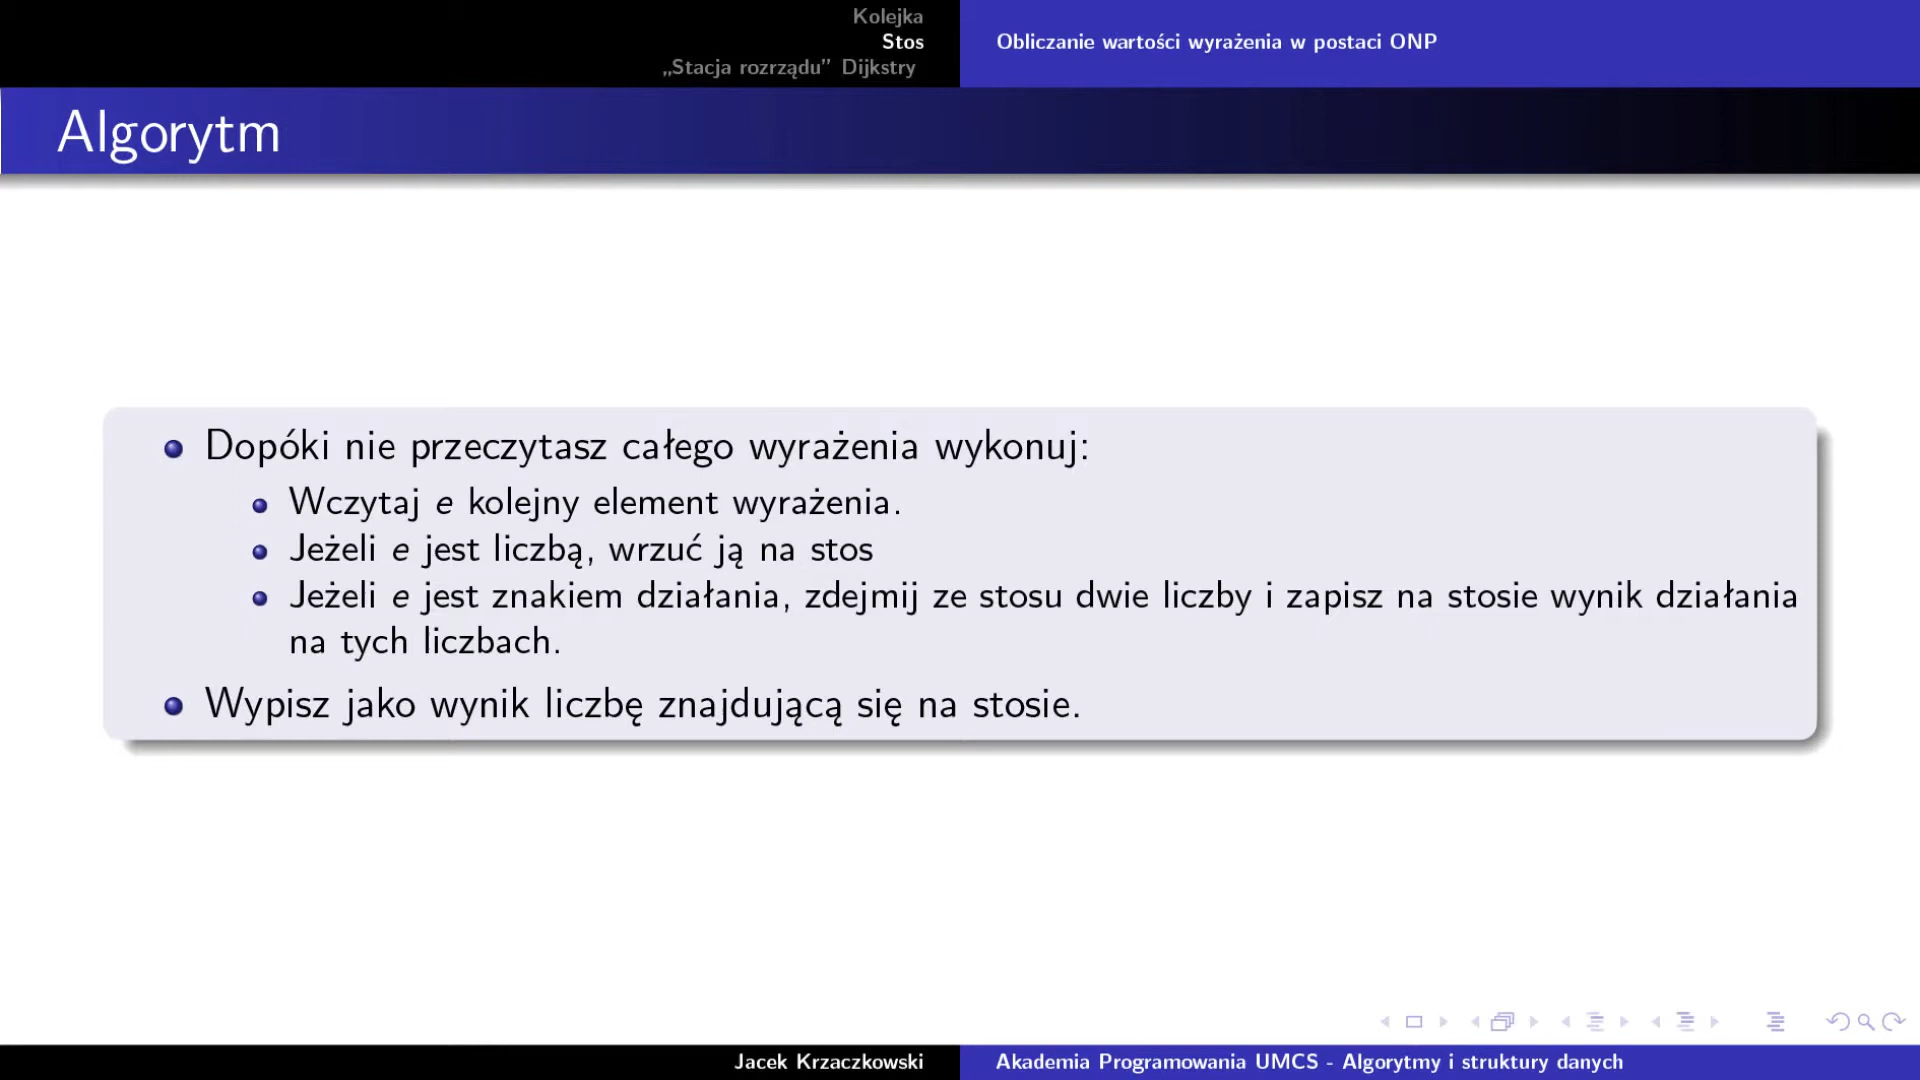 Kolejka
Stos
„Stacja rozrządu” Dijkstry
Obliczanie wartości wyrażenia w postaci ONP
Algorytm
Dopóki nie przeczytasz całego wyrażenia wykonuj:
Wczytaj e kolejny element wyrażenia.
Jeżeli e jest liczbą, wrzuć ją na stos
Jeżeli e jest znakiem działania, zdejmij ze stosu dwie liczby i zapisz na stosie wynik działania
na tych liczbach.
Wypisz jako wynik liczbę znajdującą się na stosie.
Jacek Krzaczkowski
Akademia Programowania UMCS - Algorytmy i struktury danych